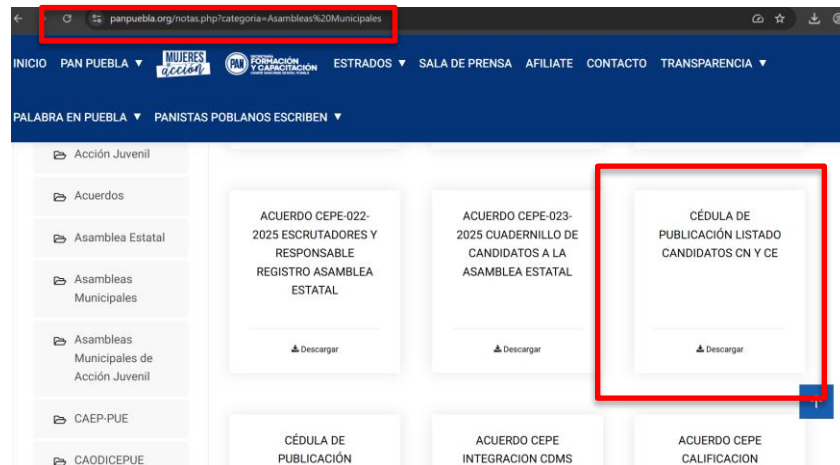 panpuebla.org/notas.php?categoria=Asambleas%20Municipales
INICIO PAN PUEBLA ▼ MUJERES EN acción PAN SECRETARÍA FORMACIÓN Y CAPACITACIÓN ESTRADOS ▼ SALA DE PRENSA AFILIATE CONTACTO TRANSPARENCIA ▼
PALABRA EN PUEBLA ▼ PANISTAS POBLANOS ESCRIBEN ▼
Acción Juvenil
Acuerdos
Asamblea Estatal
Asambleas
Municipales
Asambleas
Municipales de
Acción Juvenil
CAEP-PUE
CAODICEPUE
ACUERDO CEPE-022-
2025 ESCRUTADORES Y
RESPONSABLE
REGISTRO ASAMBLEA
ESTATAL
Descargar
ACUERDO CEPE-023-
2025 CUADERNILLO DE
CANDIDATOS A LA
ASAMBLEA ESTATAL
Descargar
CÉDULA DE
PUBLICACIÓN LISTADO
CANDIDATOS CN Y CE
Descargar
CÉDULA DE
PUBLICACIÓN
ACUERDO CEPE
INTEGRACION CDMS
ACUERDO CEPE
CALIFICACION